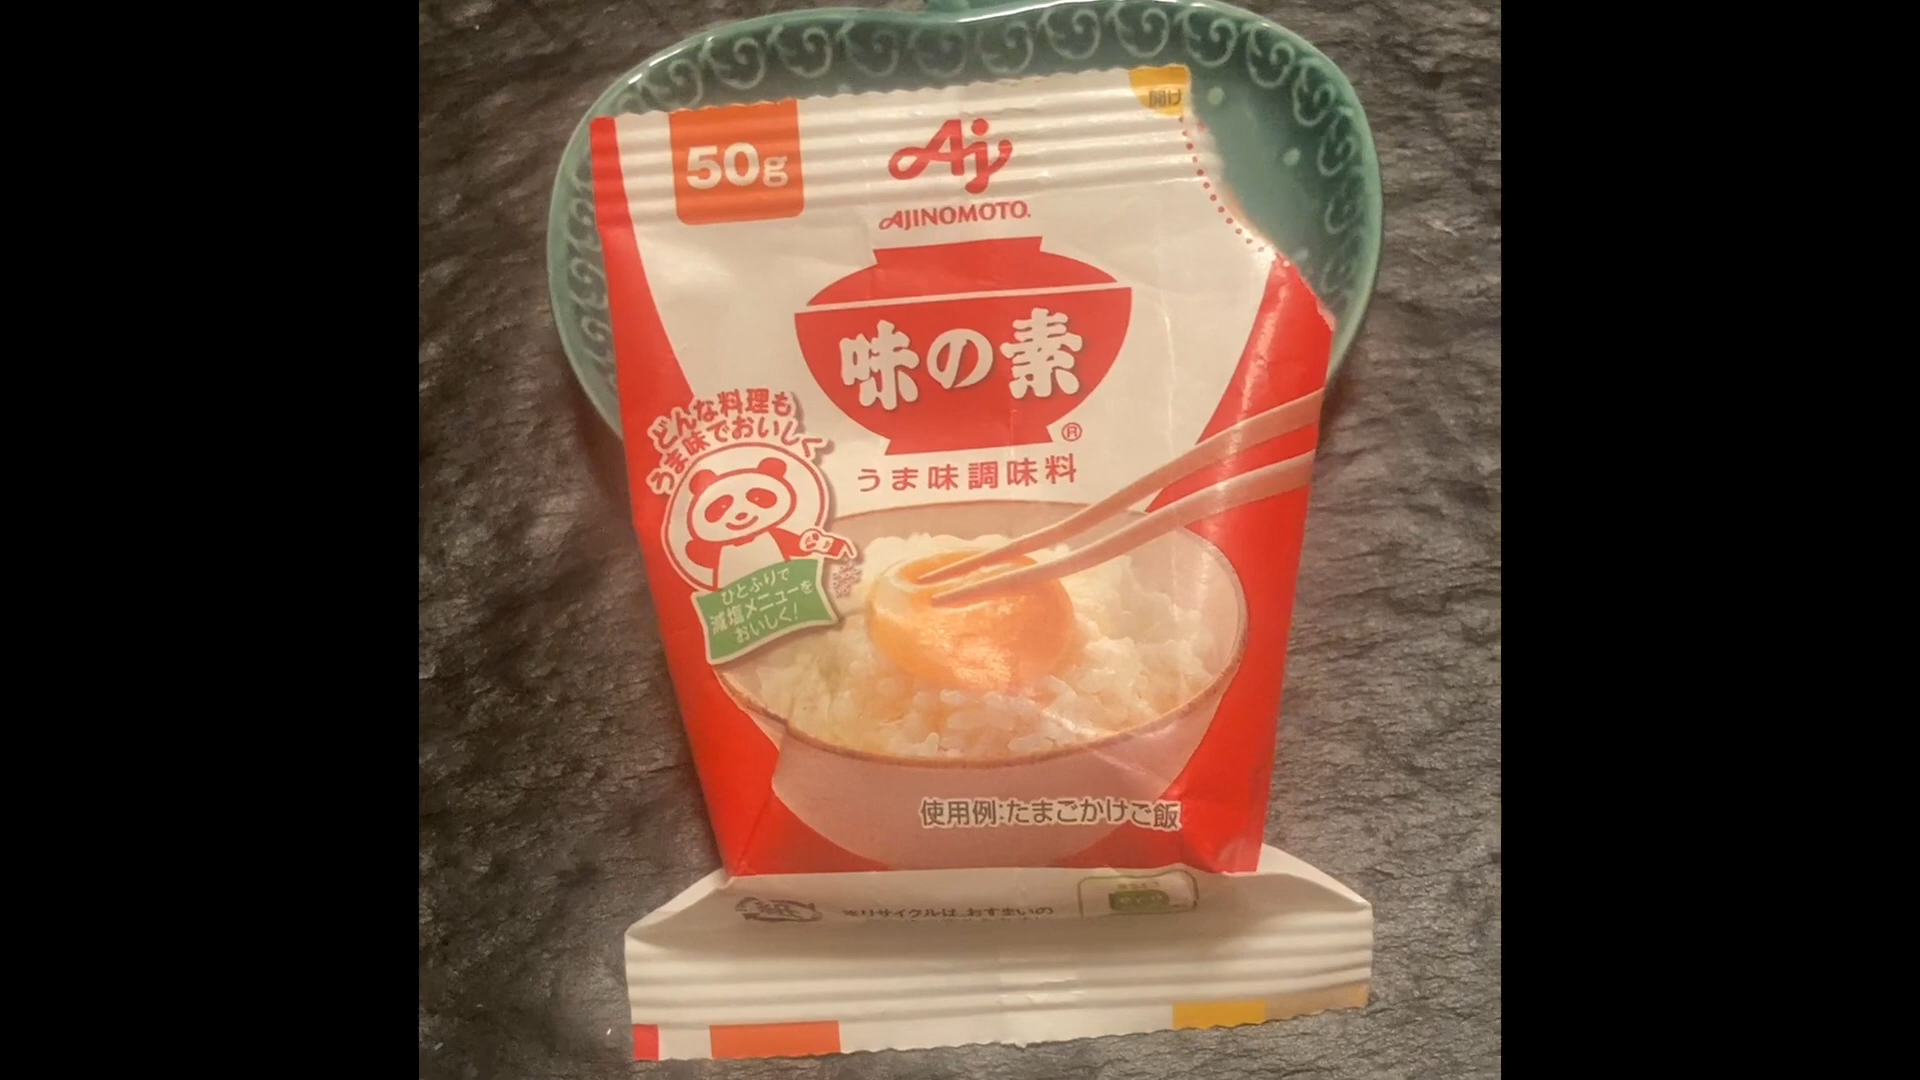 開け
50g
Aj
AJINOMOTO®
味の素
®
どんな料理も
うま味でおいしく
うま味調味料
ひとふりで
減塩メニューを
おいしく!
使用例:たまごかけご飯
※リサイクルは、お住まいの